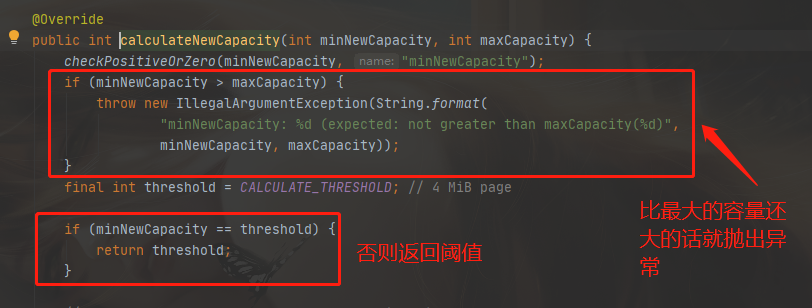 @Override
public int calculateNewCapacity(int minNewCapacity, int maxCapacity) {
checkPositiveOrZero(minNewCapacity, name: "minNewCapacity");
if (minNewCapacity > maxCapacity) {
throw new IllegalArgumentException(String.format(
"minNewCapacity: %d (expected: not greater than maxCapacity(%d)",
minNewCapacity, maxCapacity));
}
final int threshold = CALCULATE_THRESHOLD; // 4 MiB page
if (minNewCapacity == threshold) {
return threshold;
}
否则返回阈值
比最大的容量还
大的话就抛出异
常